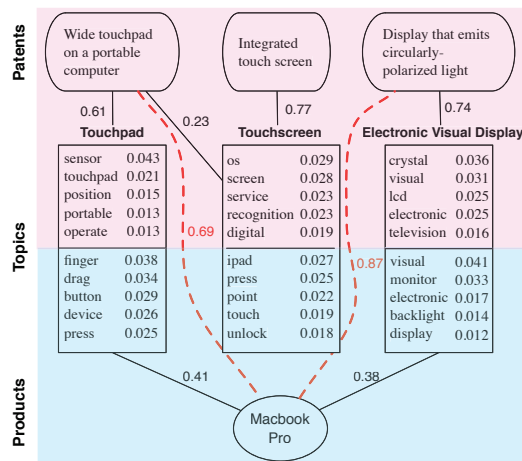 Patents
Wide touchpad
on a portable
computer
Integrated
touch screen
Display that emits
circularly-
polarized light
0.61
0.23
0.77
0.74
Topics
Touchpad
sensor 0.043
touchpad 0.021
position 0.015
portable 0.013
operate 0.013
finger 0.038
drag 0.034
button 0.029
device 0.026
press 0.025
Touchscreen
os 0.029
screen 0.028
service 0.023
recognition 0.023
digital 0.019
ipad 0.027
press 0.025
point 0.022
touch 0.019
unlock 0.018
Electronic Visual Display
crystal 0.036
visual 0.031
lcd 0.025
electronic 0.025
television 0.016
visual 0.041
monitor 0.033
electronic 0.017
backlight 0.014
display 0.012
0.69
0.87
0.41
0.38
Products
Macbook
Pro